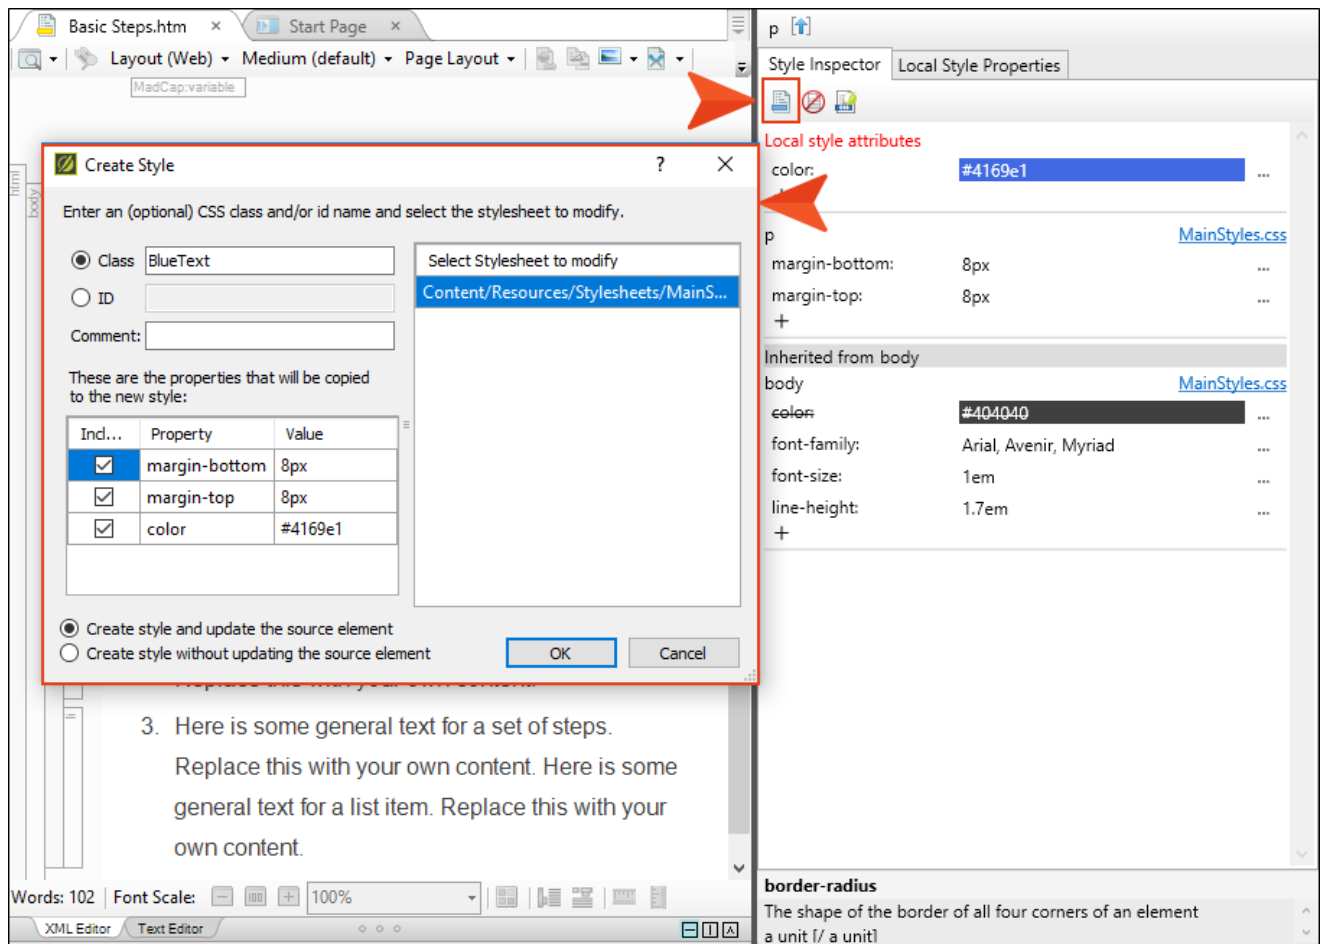 Basic Steps.htm ×
Start Page ×
Layout (Web)
Medium (default)
Page Layout
MadCap:variable
html
body
Create Style
?
Enter an (optional) CSS class and/or id name and select the stylesheet to modify.
Class BlueText
ID
Comment:
These are the properties that will be copied
to the new style:
Incl... Property Value
margin-bottom 8px
margin-top 8px
color #4169e1
Select Stylesheet to modify
Content/Resources/Stylesheets/MainS...
Create style and update the source element
Create style without updating the source element
OK
Cancel
Replace this with your own content.
3. Here is some general text for a set of steps.
Replace this with your own content. Here is some
general text for a list item. Replace this with your
own content.
Words: 102 Font Scale: 100%
XML Editor Text Editor
p
Style Inspector Local Style Properties
Local style attributes
color: #4169e1 ...
p MainStyles.css
margin-bottom: 8px ...
margin-top: 8px ...
+
Inherited from body
body MainStyles.css
color: #404040 ...
font-family: Arial, Avenir, Myriad ...
font-size: 1em ...
line-height: 1.7em ...
+
border-radius
The shape of the border of all four corners of an element
a unit [/ a unit]